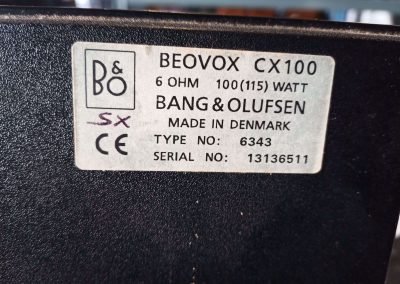 B&O
BEOVOX CX100
6 OHM 100(115) WATT
BANG & OLUFSEN
SX
MADE IN DENMARK
CE
TYPE NO: 6343
SERIAL NO: 13136511